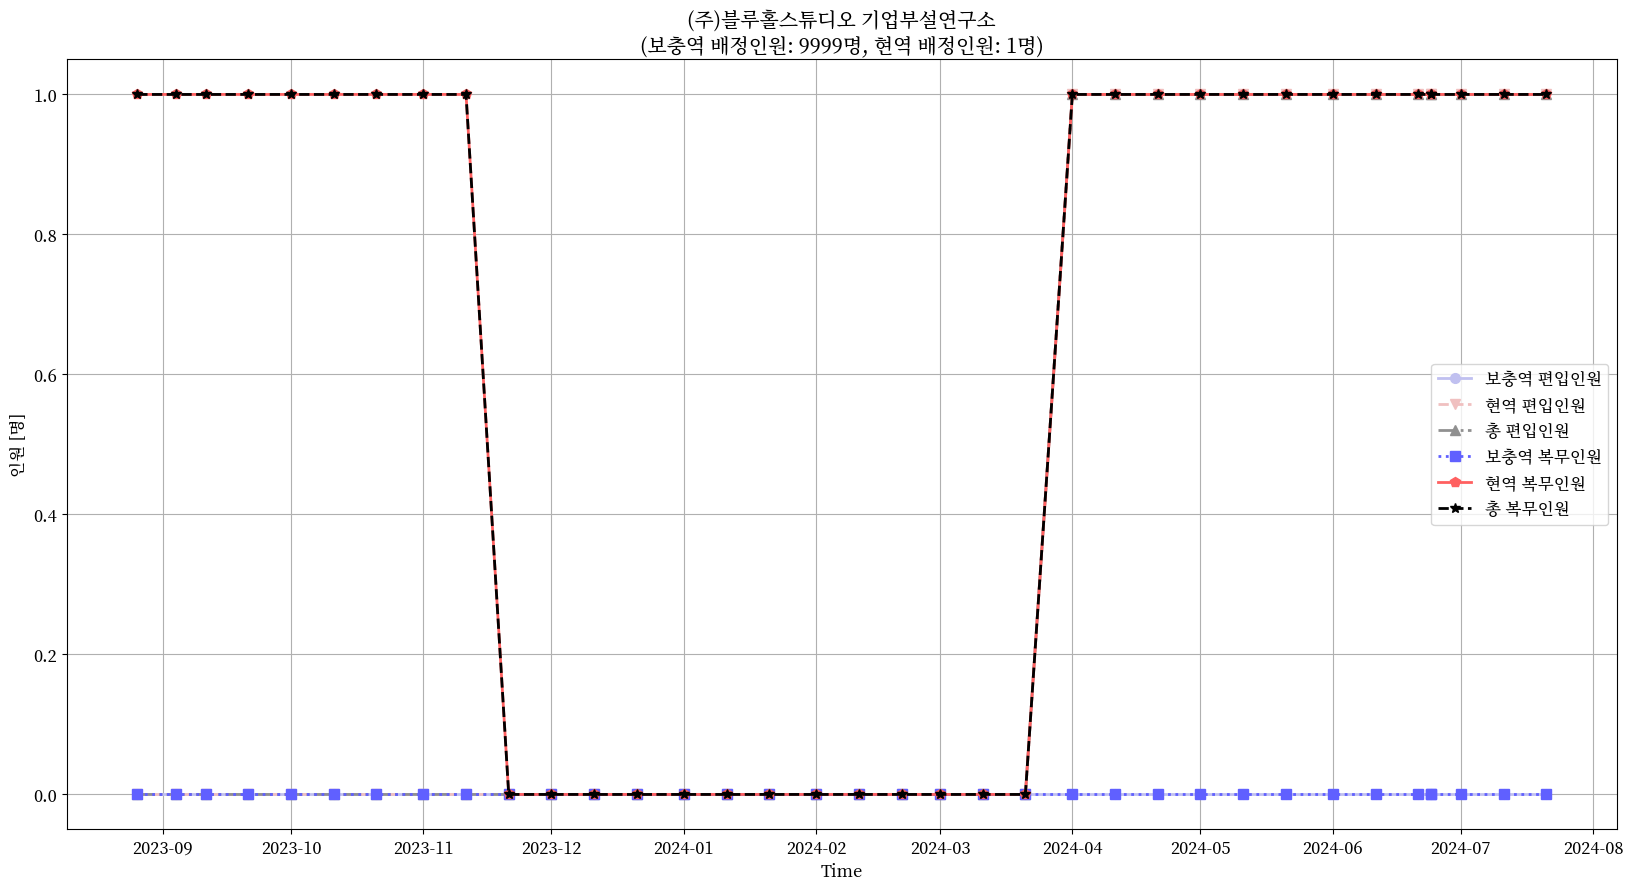 (주)블루홀스튜디오 기업부설연구소
(보충역 배정인원: 9999명, 현역 배정인원: 1명)
인원 [명]
1.0
0.8
0.6
0.4
0.2
0.0
보충역 편입인원
현역 편입인원
총 편입인원
보충역 복무인원
현역 복무인원
총 복무인원
2023-09 2023-10 2023-11 2023-12 2024-01 2024-02 2024-03 2024-04 2024-05 2024-06 2024-07 2024-08
Time